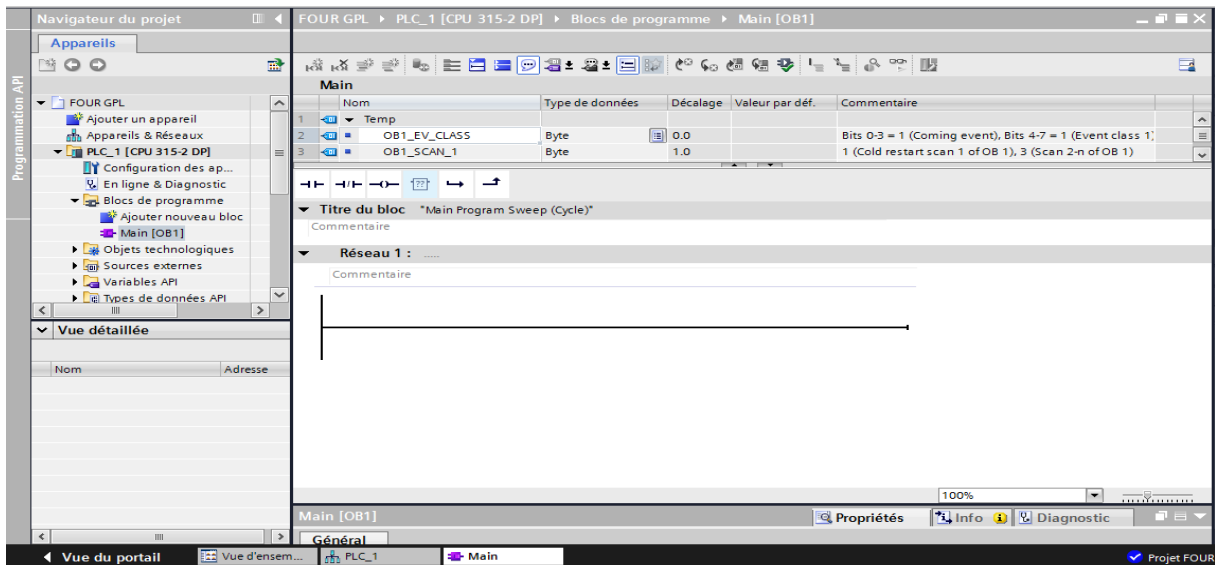 Navigateur du projet
FOUR GPL ▸ PLC_1 [CPU 315-2 DP] ▸ Blocs de programme ▸ Main [OB1]
Appareils
Programmation API
FOUR GPL
Ajouter un appareil
Appareils & Réseaux
PLC_1 [CPU 315-2 DP]
Configuration des ap...
En ligne & Diagnostic
Blocs de programme
Ajouter nouveau bloc
Main [OB1]
Objets technologiques
Sources externes
Variables API
Types de données API
Vue détaillée
Nom Adresse
Main
Nom Type de données Décalage Valeur par déf. Commentaire
1 Temp
2 OB1_EV_CLASS Byte 0.0 Bits 0-3 = 1 (Coming event), Bits 4-7 = 1 (Event class 1)
3 OB1_SCAN_1 Byte 1.0 1 (Cold restart scan 1 of OB 1), 3 (Scan 2-n of OB 1)
??
Titre du bloc "Main Program Sweep (Cycle)"
Commentaire
Réseau 1 : .....
Commentaire
100%
Main [OB1] Propriétés Info Diagnostic
Général
Vue du portail Vue d'ensem... PLC_1 Main Projet FOUR